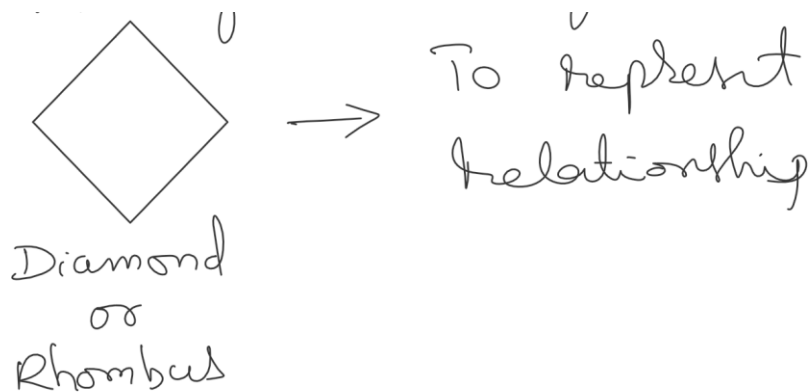 To represent
relationship
Diamond
or
Rhombus